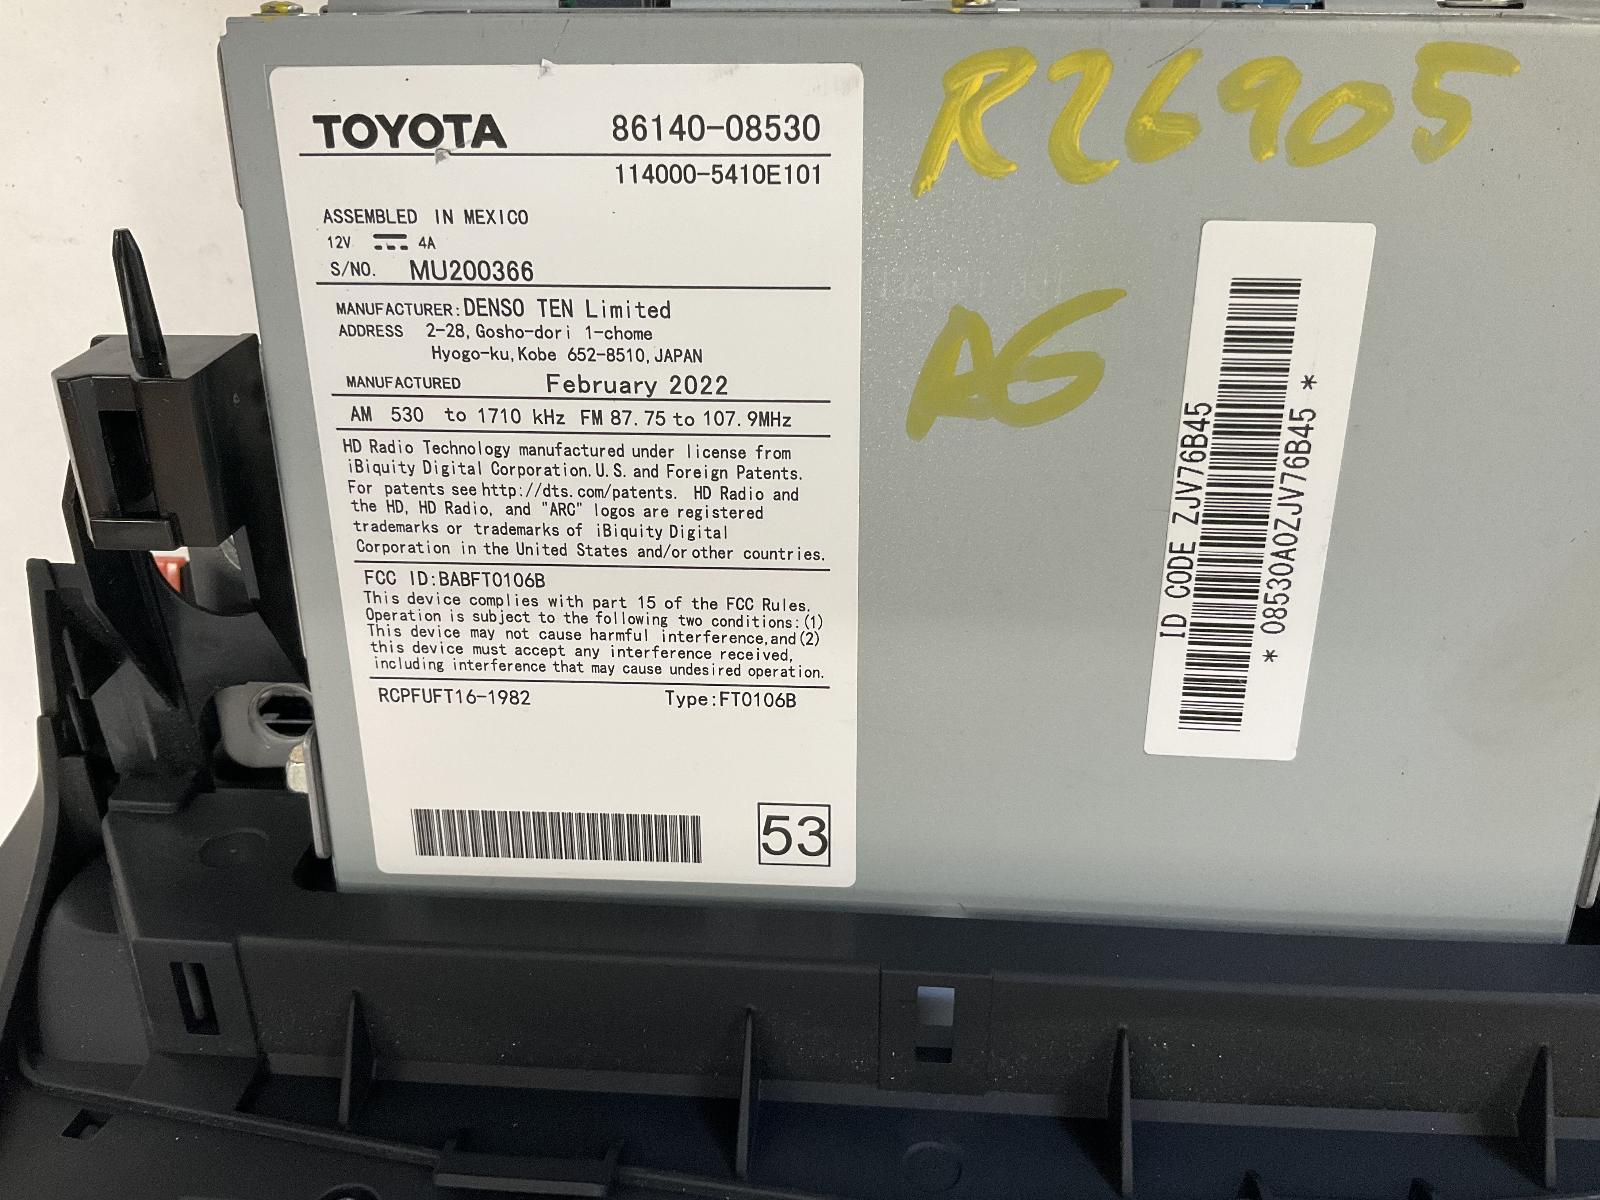 TOYOTA 86140-08530
114000-5410E101
ASSEMBLED IN MEXICO
12V 4A
S/NO. MU200366
MANUFACTURER: DENSO TEN Limited
ADDRESS 2-28, Gosho-dori 1-chome
Hyogo-ku, Kobe 652-8510, JAPAN
MANUFACTURED February 2022
AM 530 to 1710 kHz FM 87.75 to 107.9MHz
HD Radio Technology manufactured under license from
iBiquity Digital Corporation. U.S. and Foreign Patents.
For patents see http://dts.com/patents. HD Radio and
the HD, HD Radio, and "ARC" logos are registered
trademarks or trademarks of iBiquity Digital
Corporation in the United States and/or other countries.
FCC ID:BABFT0106B
This device complies with part 15 of the FCC Rules.
Operation is subject to the following two conditions: (1)
This device may not cause harmful interference, and (2)
this device must accept any interference received,
including interference that may cause undesired operation.
RCPFUFT16-1982 Type:FT0106B
53
R26905
AG
ID CODE ZJV76B45
* 08530A0ZJV76B45 *